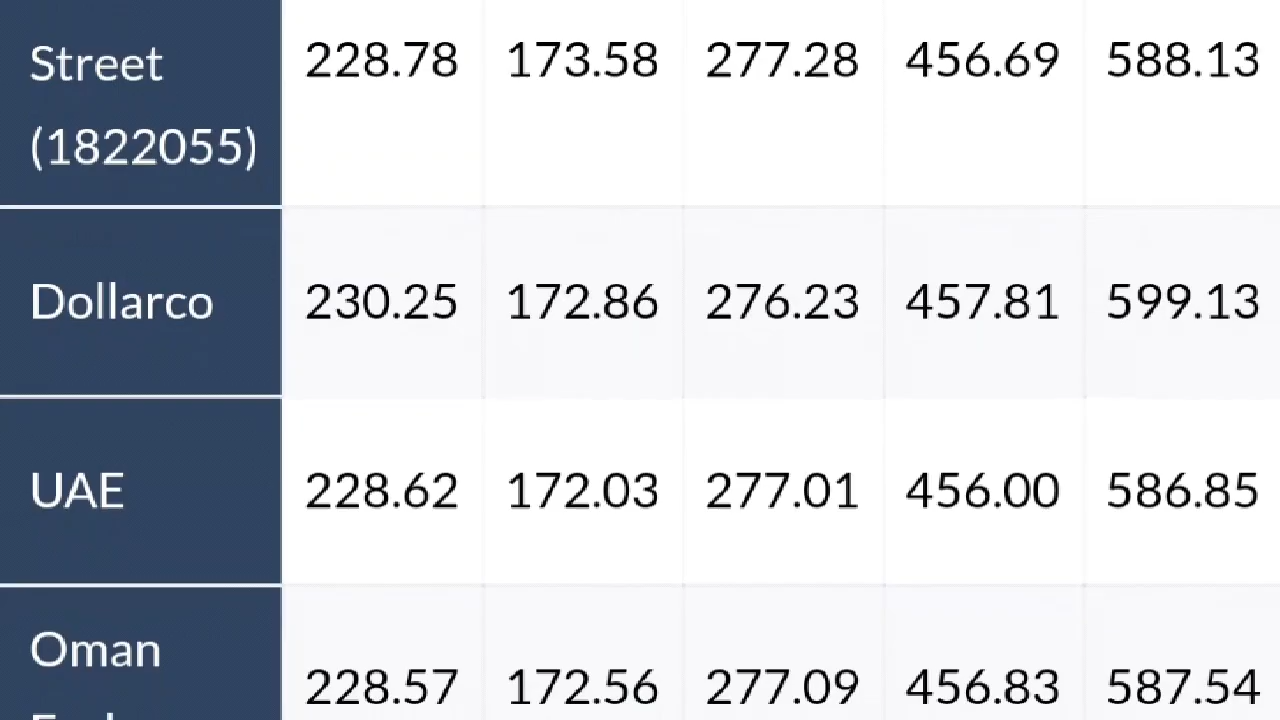 Street 228.78 173.58 277.28 456.69 588.13
(1822055)
Dollarco 230.25 172.86 276.23 457.81 599.13
UAE 228.62 172.03 277.01 456.00 586.85
Oman
228.57 172.56 277.09 456.83 587.54